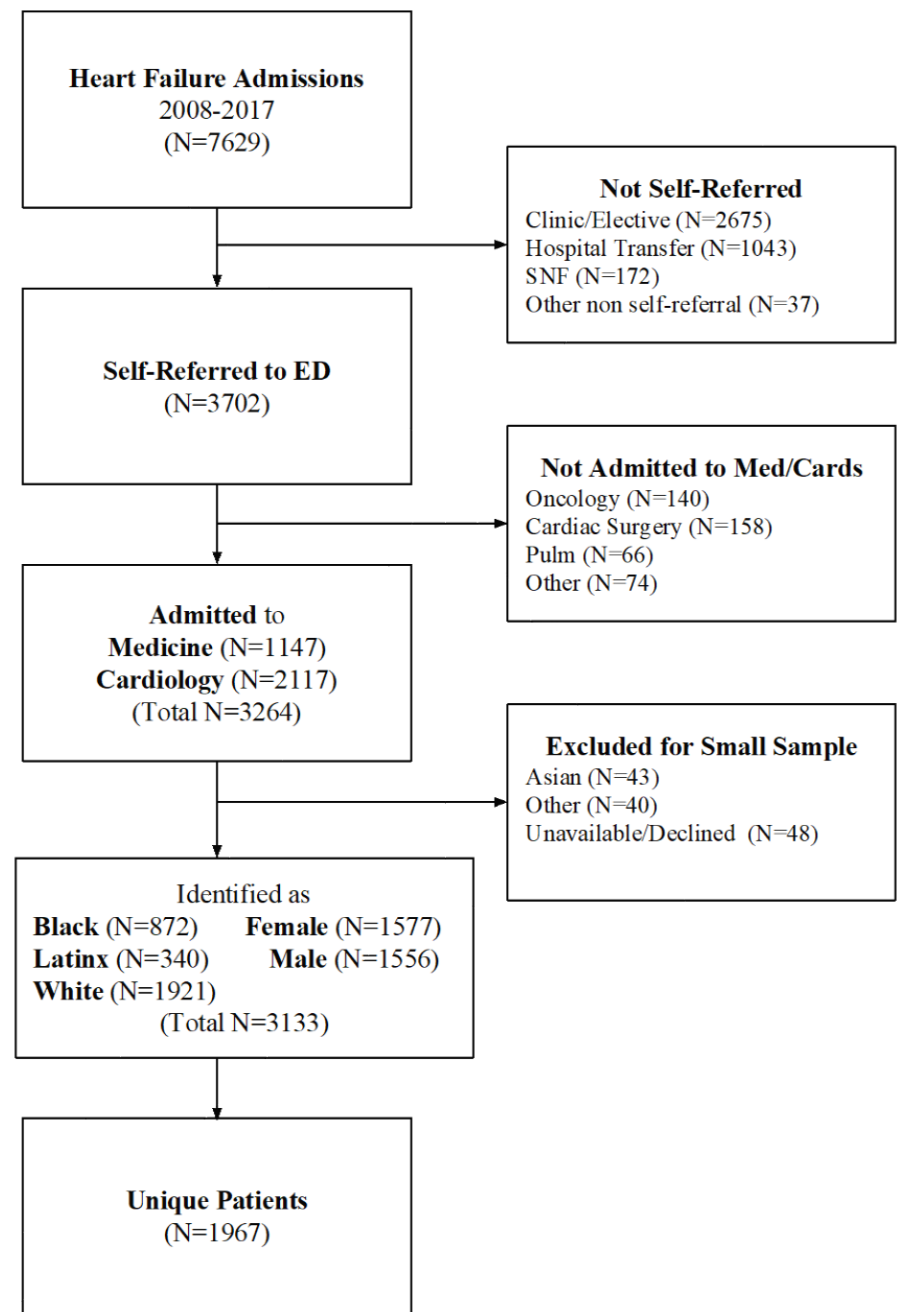 Heart Failure Admissions
2008-2017
(N=7629)
Not Self-Referred
Clinic/Elective (N=2675)
Hospital Transfer (N=1043)
SNF (N=172)
Other non self-referral (N=37)
Self-Referred to ED
(N=3702)
Not Admitted to Med/Cards
Oncology (N=140)
Cardiac Surgery (N=158)
Pulm (N=66)
Other (N=74)
Admitted to
Medicine (N=1147)
Cardiology (N=2117)
(Total N=3264)
Excluded for Small Sample
Asian (N=43)
Other (N=40)
Unavailable/Declined (N=48)
Identified as
Black (N=872) Female (N=1577)
Latinx (N=340) Male (N=1556)
White (N=1921)
(Total N=3133)
Unique Patients
(N=1967)